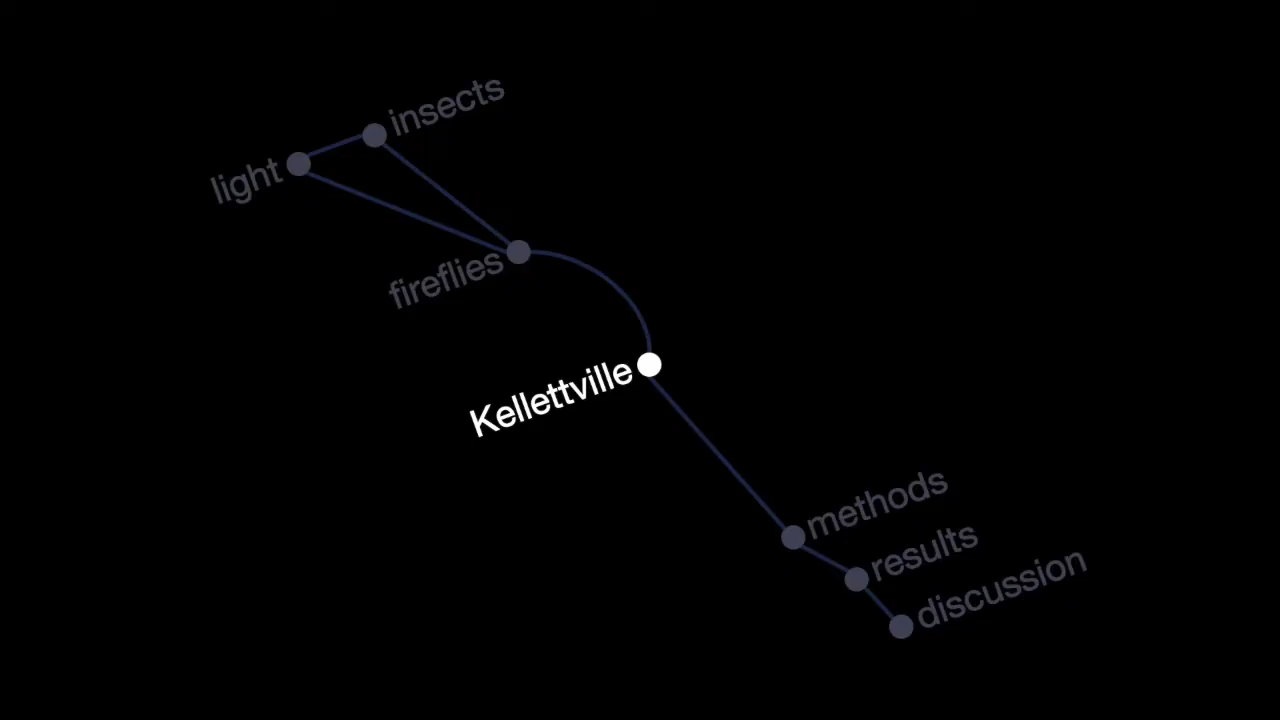 insects
light
fireflies
Kellettville
methods
results
discussion